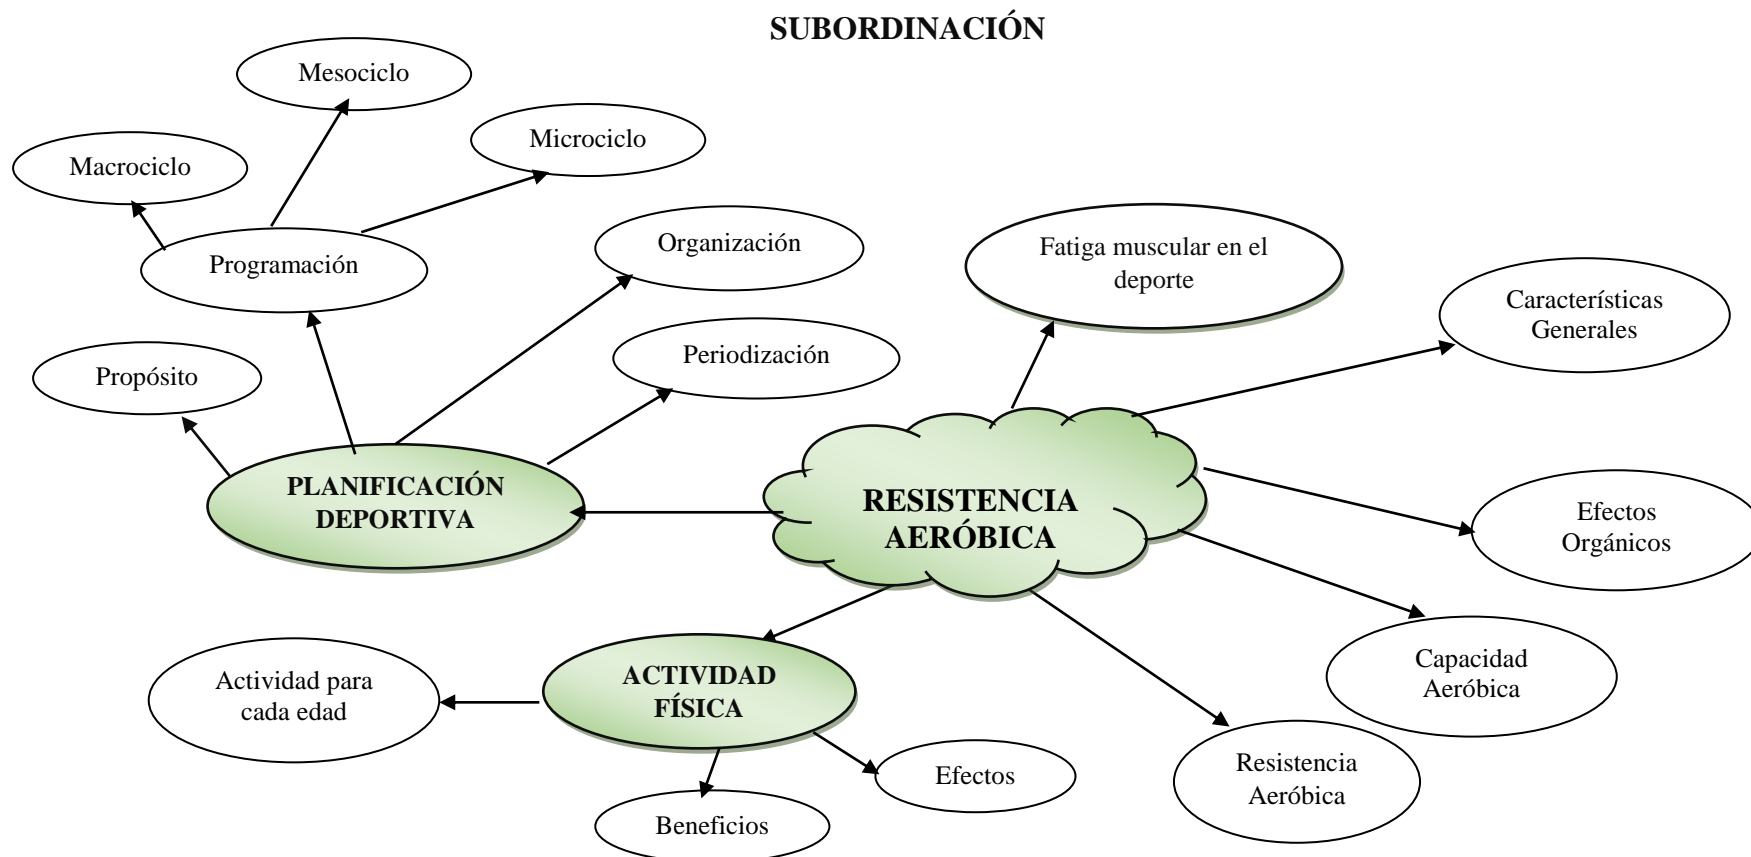 SUBORDINACIÓN
Mesociclo
Microciclo
Macrociclo
Organización
Programación
Fatiga muscular en el
deporte
Características
Generales
Periodización
Propósito
PLANIFICACIÓN
DEPORTIVA
RESISTENCIA
AERÓBICA
Efectos
Orgánicos
Capacidad
Aeróbica
Actividad para
cada edad
ACTIVIDAD
FÍSICA
Resistencia
Aeróbica
Efectos
Beneficios